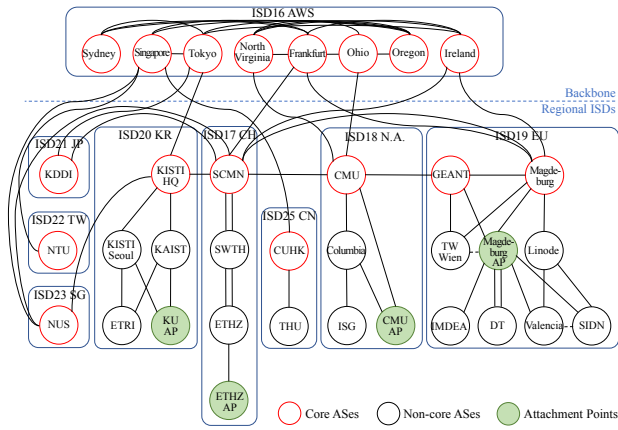 ISD16 AWS
Sydney
Singapore
Tokyo
North
Virginia
Frankfurt
Ohio
Oregon
Ireland
Backbone
Regional ISDs
ISD21 JP
ISD20 KR
ISD17 CH
ISD18 N.A.
ISD19 EU
KDDI
KISTI
HQ
SCMN
CMU
GEANT
Magde-
burg
ISD22 TW
ISD25 CN
NTU
KISTI
Seoul
KAIST
SWTH
CUHK
Columbia
TW
Wien
Magde-
burg
AP
Linode
ISD23 SG
NUS
ETRI
KU
AP
ETHZ
THU
ISG
CMU
AP
IMDEA
DT
Valencia
SIDN
ETHZ
AP
Core ASes
Non-core ASes
Attachment Points